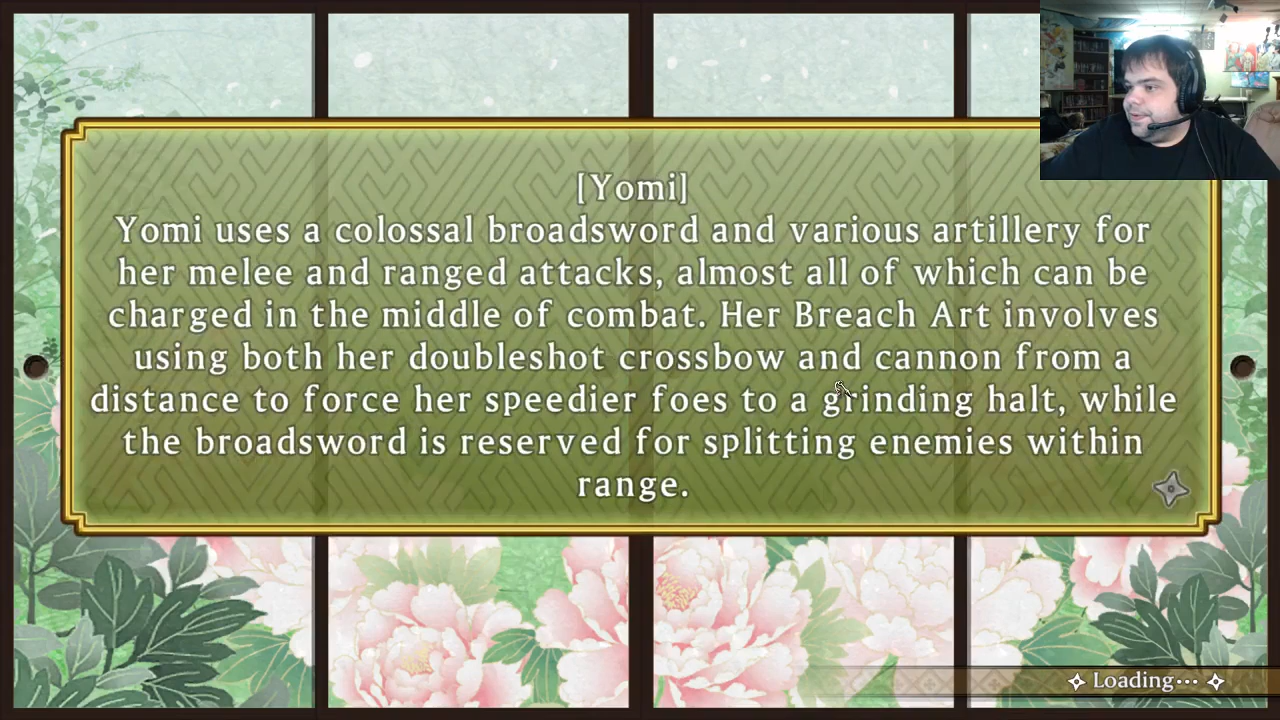 [Yomi]
Yomi uses a colossal broadsword and various artillery for
her melee and ranged attacks, almost all of which can be
charged in the middle of combat. Her Breach Art involves
using both her doubleshot crossbow and cannon from a
distance to force her speedier foes to a grinding halt, while
the broadsword is reserved for splitting enemies within
range.
Loading···